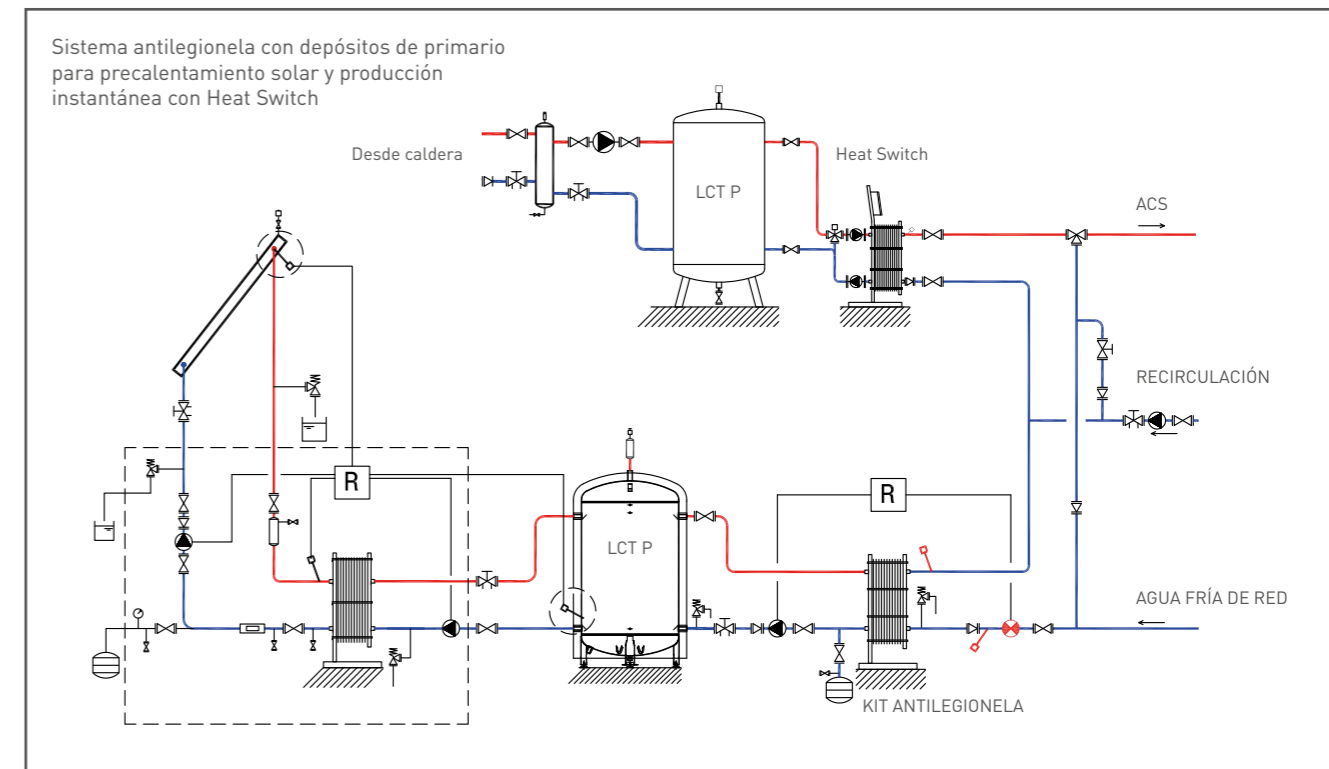 Sistema antilegionela con depósitos de primario
para precalentamiento solar y producción
instantánea con Heat Switch
Desde caldera
LCT P
Heat Switch
ACS
RECIRCULACIÓN
R
LCT P
R
AGUA FRÍA DE RED
KIT ANTILEGIONELA